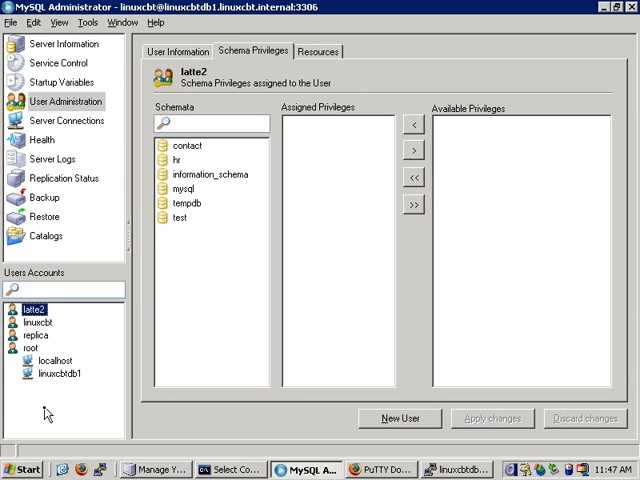 MySQL Administrator - linuxcbt@linuxcbtdb1.linuxcbt.internal:3306
File Edit View Tools Window Help
Server Information
Service Control
Startup Variables
User Administration
Server Connections
Health
Server Logs
Replication Status
Backup
Restore
Catalogs
Users Accounts
latte2
linuxcbt
replica
root
localhost
linuxcbtdb1
User Information Schema Privileges Resources
latte2
Schema Privileges assigned to the User
Schemata Assigned Privileges Available Privileges
contact
hr
information_schema
mysql
tempdb
test
<
>
<<
>>
New User Apply changes Discard changes
Start Manage Y... Select Co... MySQL A... PuTTY Do... linuxcbtdb... 11:47 AM